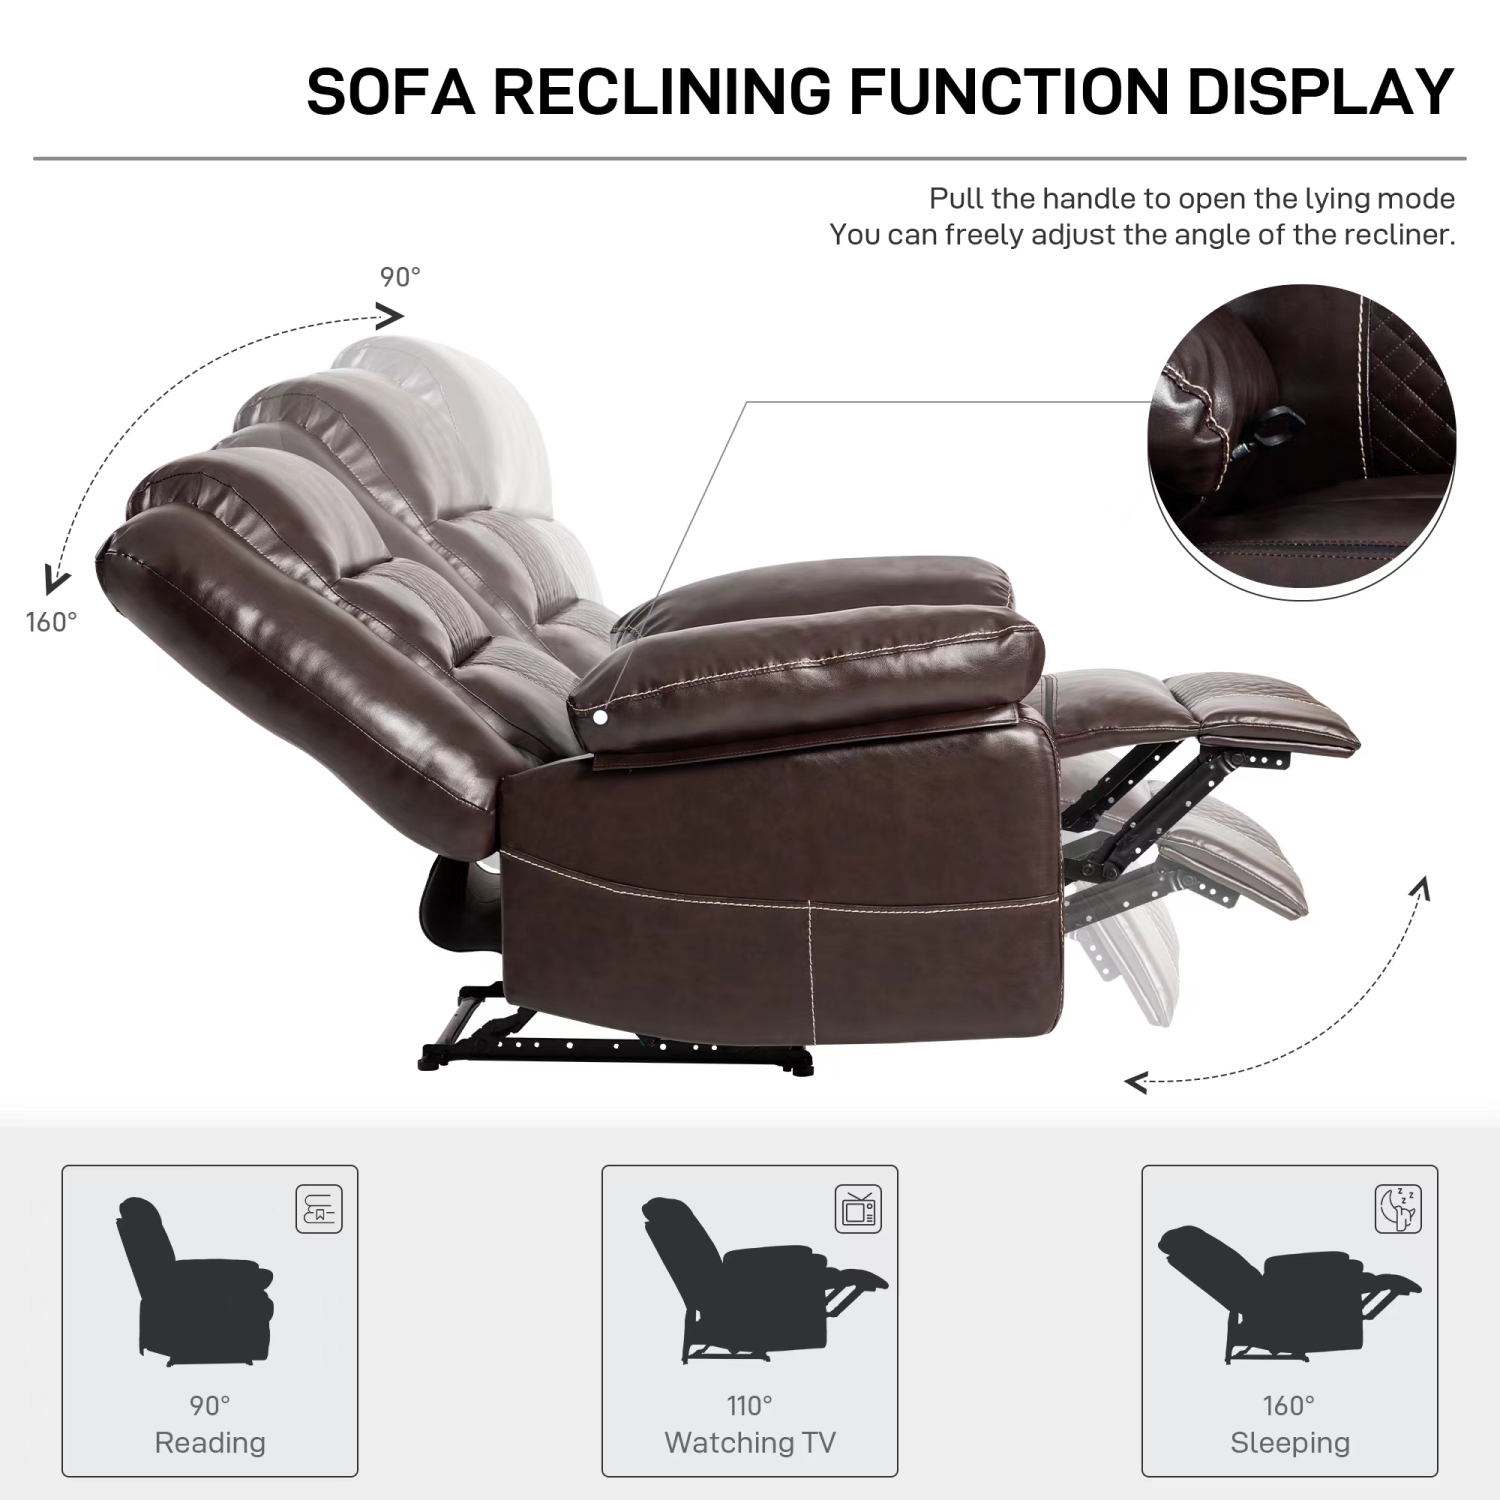 SOFA RECLINING FUNCTION DISPLAY
Pull the handle to open the lying mode
You can freely adjust the angle of the recliner.
90°
160°
z z z
90°
Reading
110°
Watching TV
160°
Sleeping